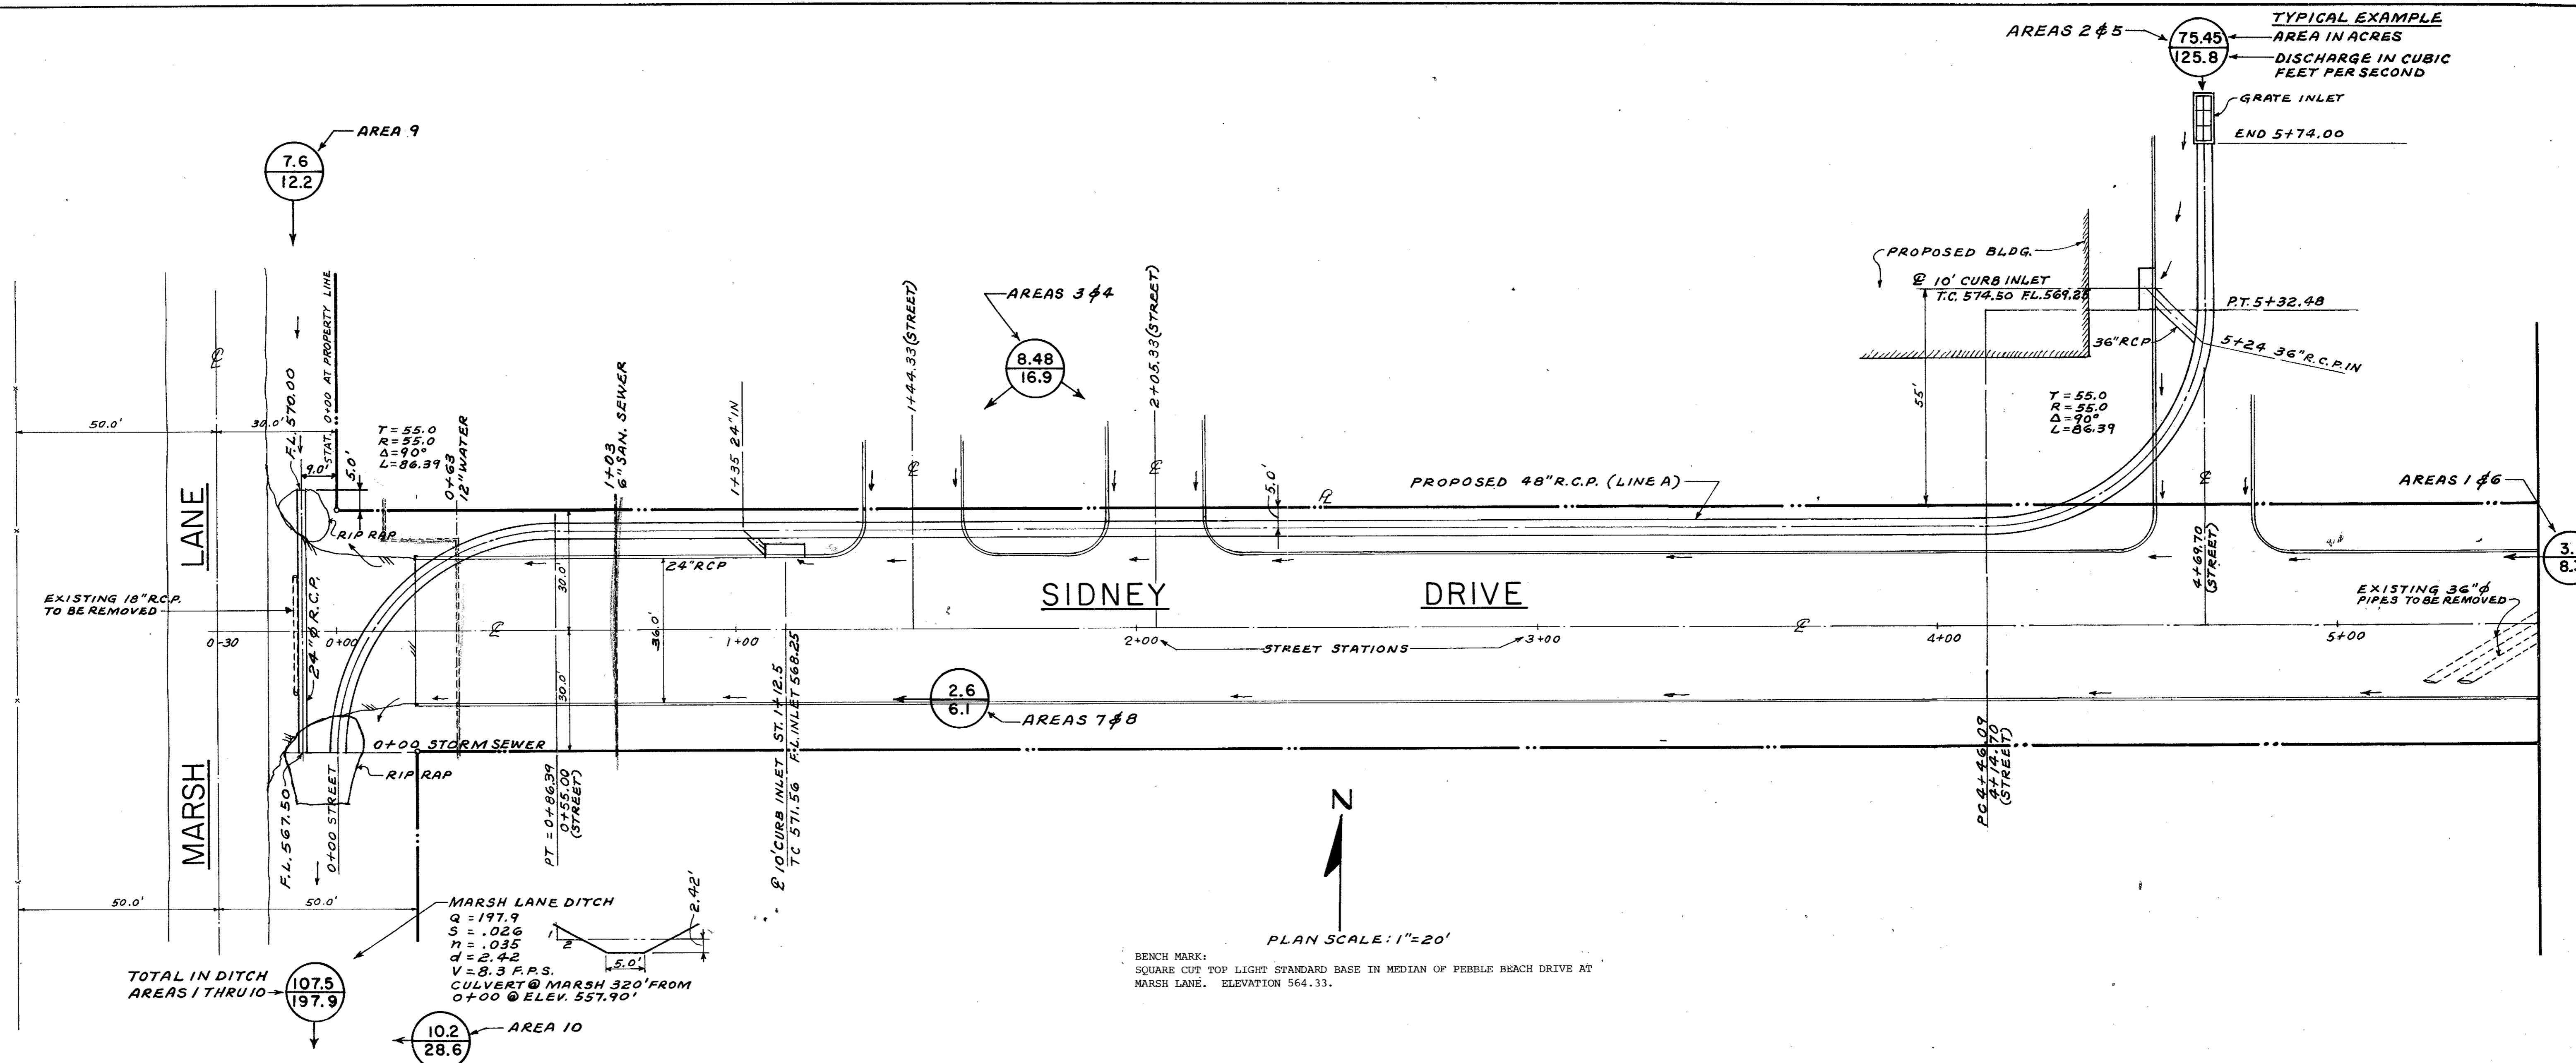 TYPICAL EXAMPLE
AREAS 2 & 5
75.45
125.8
AREA IN ACRES
DISCHARGE IN CUBIC
FEET PER SECOND
GRATE INLET
END 5+74.00
AREA 9
7.6
12.2
PROPOSED BLDG.
℄ 10' CURB INLET
T.C. 574.50 F.L. 569.25
P.T. 5+32.48
36" RCP
5+24 36" R.C.P. IN
55'
T = 55.0
R = 55.0
Δ = 90°
L = 86.39
AREAS 3 & 4
8.48
16.9
1+44.33 (STREET)
2+05.33 (STREET)
℄
℄
℄
F.L. 570.00
STAT. 0+00 AT PROPERTY LINE
50.0'
30.0'
9.0'
5.0'
T = 55.0
R = 55.0
Δ = 90°
L = 86.39
0+63
12" WATER
1+03
6" SAN. SEWER
1+35 24" IN
5.0'
PROPOSED 48" R.C.P. (LINE A)
AREAS 1 & 6
3.
8.
℄
4+69.70
(STREET)
RIP RAP
24" RCP
30.0'
36.0'
30.0'
SIDNEY DRIVE
EXISTING 36"⌀
PIPES TO BE REMOVED
EXISTING 18" R.C.P.
TO BE REMOVED
24"⌀ R.C.P.
MARSH LANE
0-30
0+00
℄
1+00
2+00
STREET STATIONS
3+00
℄
4+00
5+00
2.6
6.1
AREAS 7 & 8
0+00 STORM SEWER
RIP RAP
F.L. 567.50
0+00 STREET
PT = 0+86.39
0+55.00
(STREET)
℄ 10' CURB INLET ST. 1+12.5
TC 571.56 F.L. INLET 568.25
PC 4+46.09
4+14.70
(STREET)
N
50.0'
50.0'
MARSH LANE DITCH
Q = 197.9
S = .026
n = .035
d = 2.42
V = 8.3 F.P.S.
CULVERT @ MARSH 320' FROM
0+00 @ ELEV. 557.90'
1
2
5.0'
2.42'
PLAN SCALE: 1"=20'
BENCH MARK:
SQUARE CUT TOP LIGHT STANDARD BASE IN MEDIAN OF PEBBLE BEACH DRIVE AT
MARSH LANE. ELEVATION 564.33.
TOTAL IN DITCH
AREAS 1 THRU 10
107.5
197.9
10.2
28.6
AREA 10